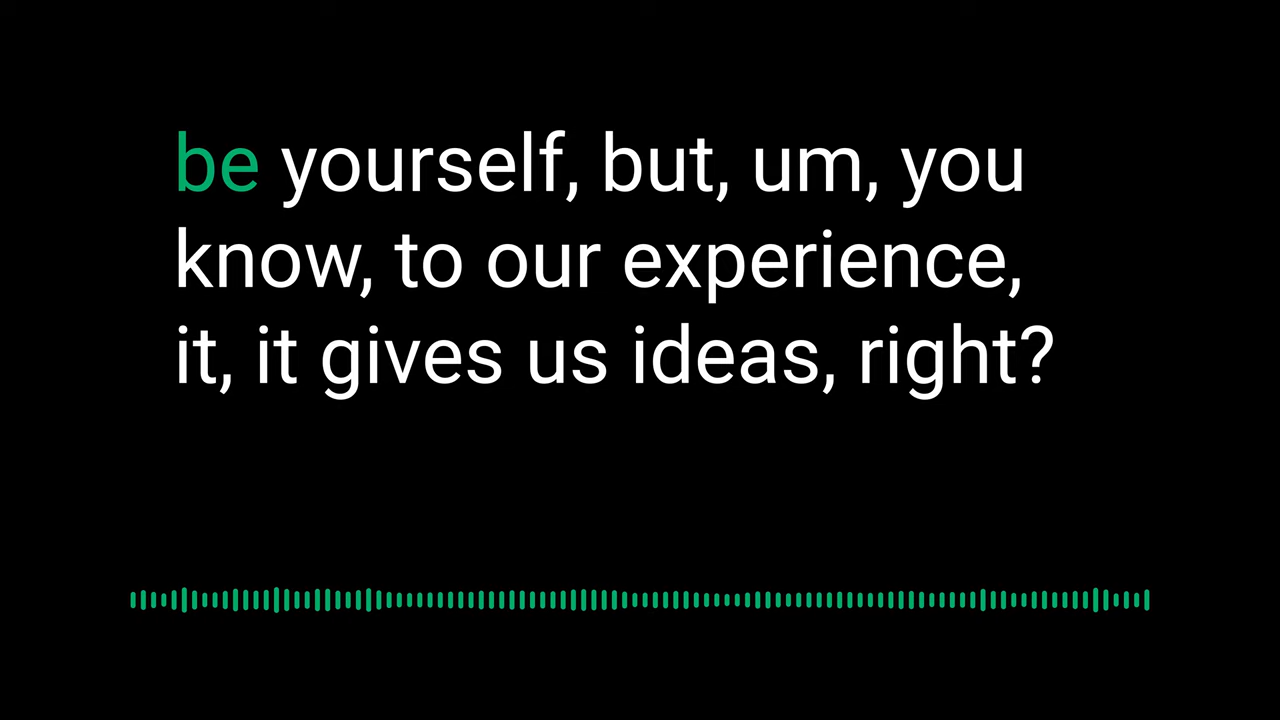 be yourself, but, um, you
know, to our experience,
it, it gives us ideas, right?